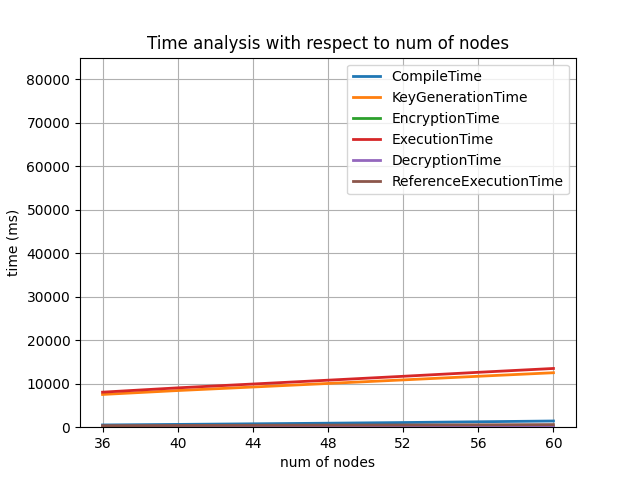 Time analysis with respect to num of nodes
CompileTime
KeyGenerationTime
EncryptionTime
ExecutionTime
DecryptionTime
ReferenceExecutionTime
80000
70000
60000
50000
40000
30000
20000
10000
0
time (ms)
36 40 44 48 52 56 60
num of nodes